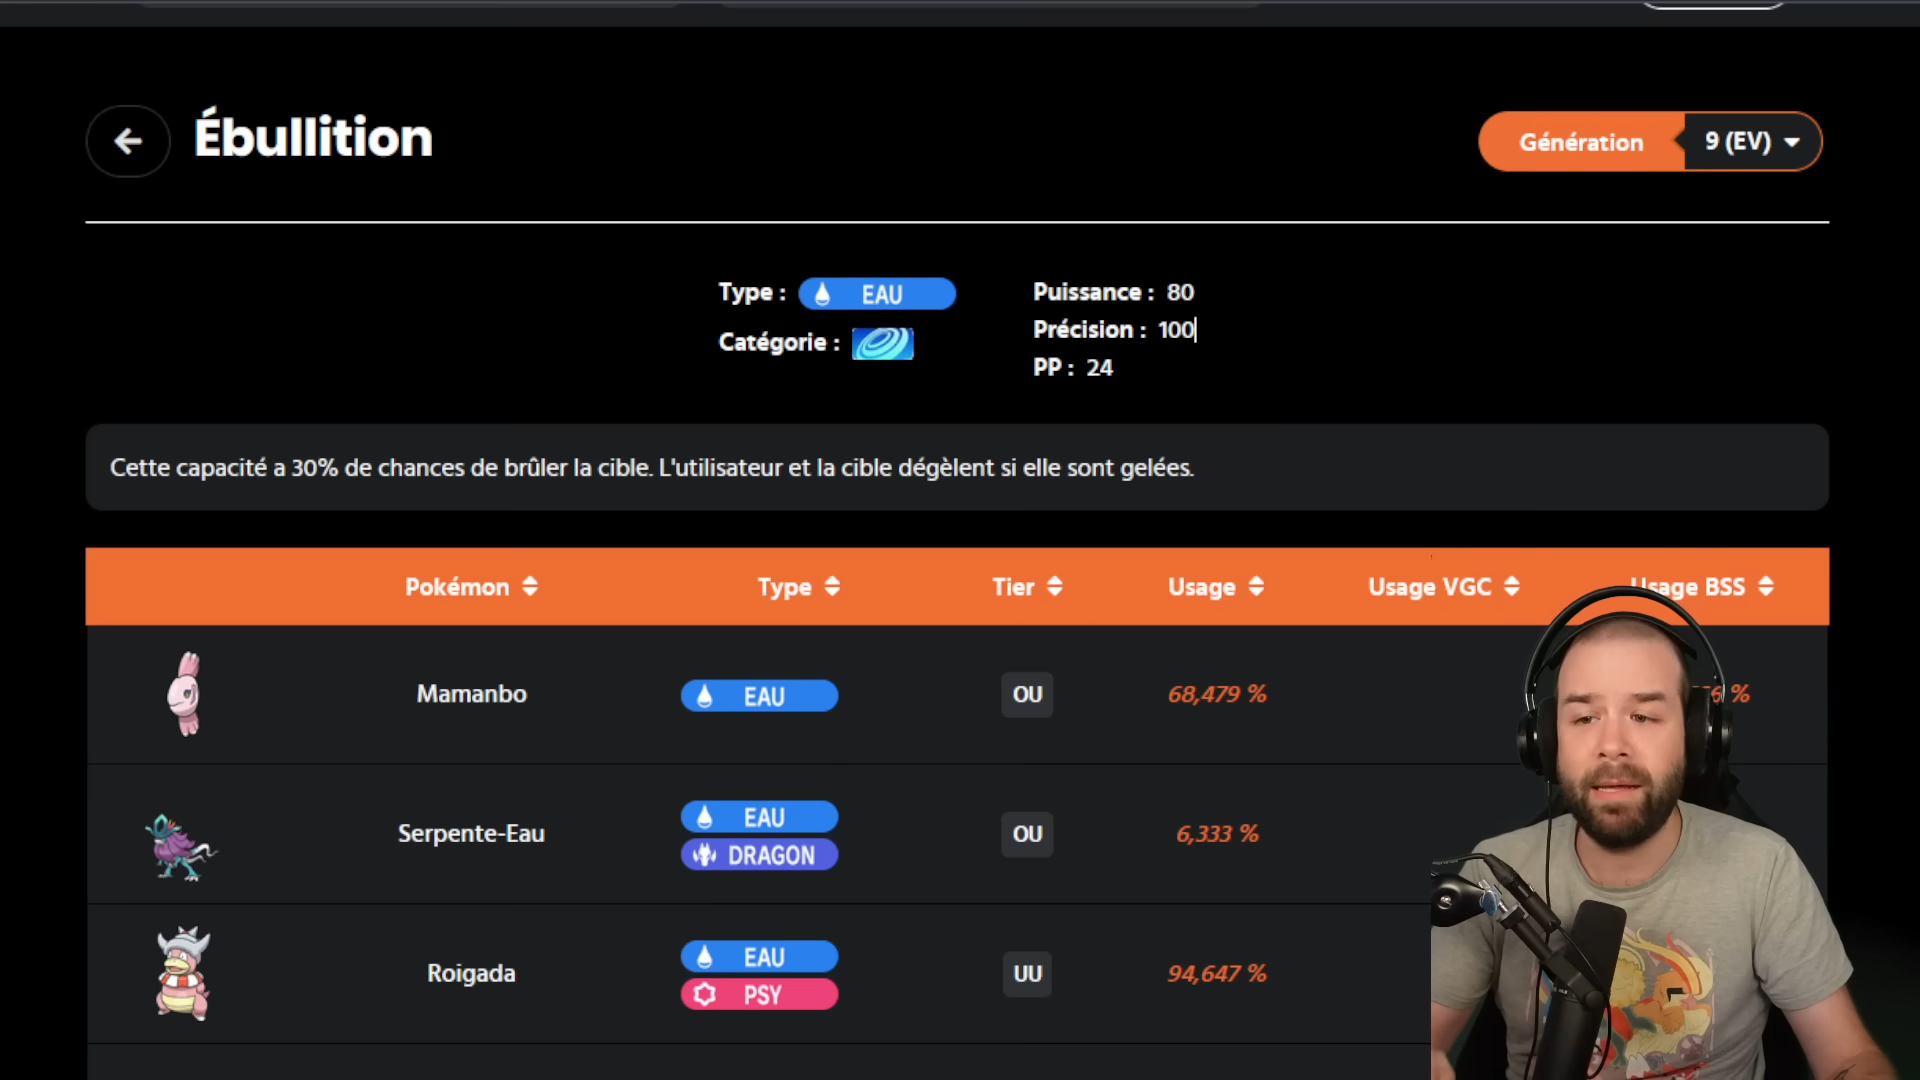 Ébullition
Génération 9 (EV)
Type : EAU
Catégorie :
Puissance : 80
Précision : 100
PP : 24
Cette capacité a 30% de chances de brûler la cible. L'utilisateur et la cible dégèlent si elle sont gelées.
Pokémon Type Tier Usage Usage VGC Usage BSS
Mamanbo EAU OU 68,479 %
Serpente-Eau EAU DRAGON OU 6,333 %
Roigada EAU PSY UU 94,647 %